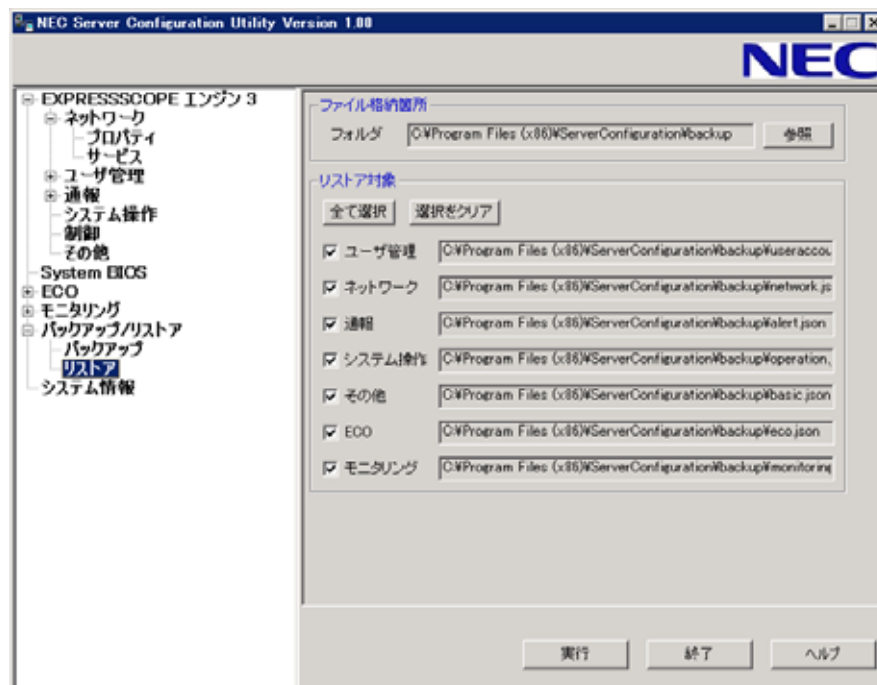 NEC Server Configuration Utility Version 1.00
NEC
EXPRESSSCOPE エンジン 3
ネットワーク
プロパティ
サービス
ユーザ管理
通報
システム操作
制御
その他
System BIOS
ECO
モニタリング
バックアップ/リストア
バックアップ
リストア
システム情報
ファイル格納箇所
フォルダ C:¥Program Files (x86)¥ServerConfiguration¥backup 参照
リストア対象
全て選択 選択をクリア
ユーザ管理 C:¥Program Files (x86)¥ServerConfiguration¥backup¥useraccou
ネットワーク C:¥Program Files (x86)¥ServerConfiguration¥backup¥network.js
通報 C:¥Program Files (x86)¥ServerConfiguration¥backup¥alert.json
システム操作 C:¥Program Files (x86)¥ServerConfiguration¥backup¥operation.
その他 C:¥Program Files (x86)¥ServerConfiguration¥backup¥basic.json
ECO C:¥Program Files (x86)¥ServerConfiguration¥backup¥eco.json
モニタリング C:¥Program Files (x86)¥ServerConfiguration¥backup¥monitoring
実行 終了 ヘルプ